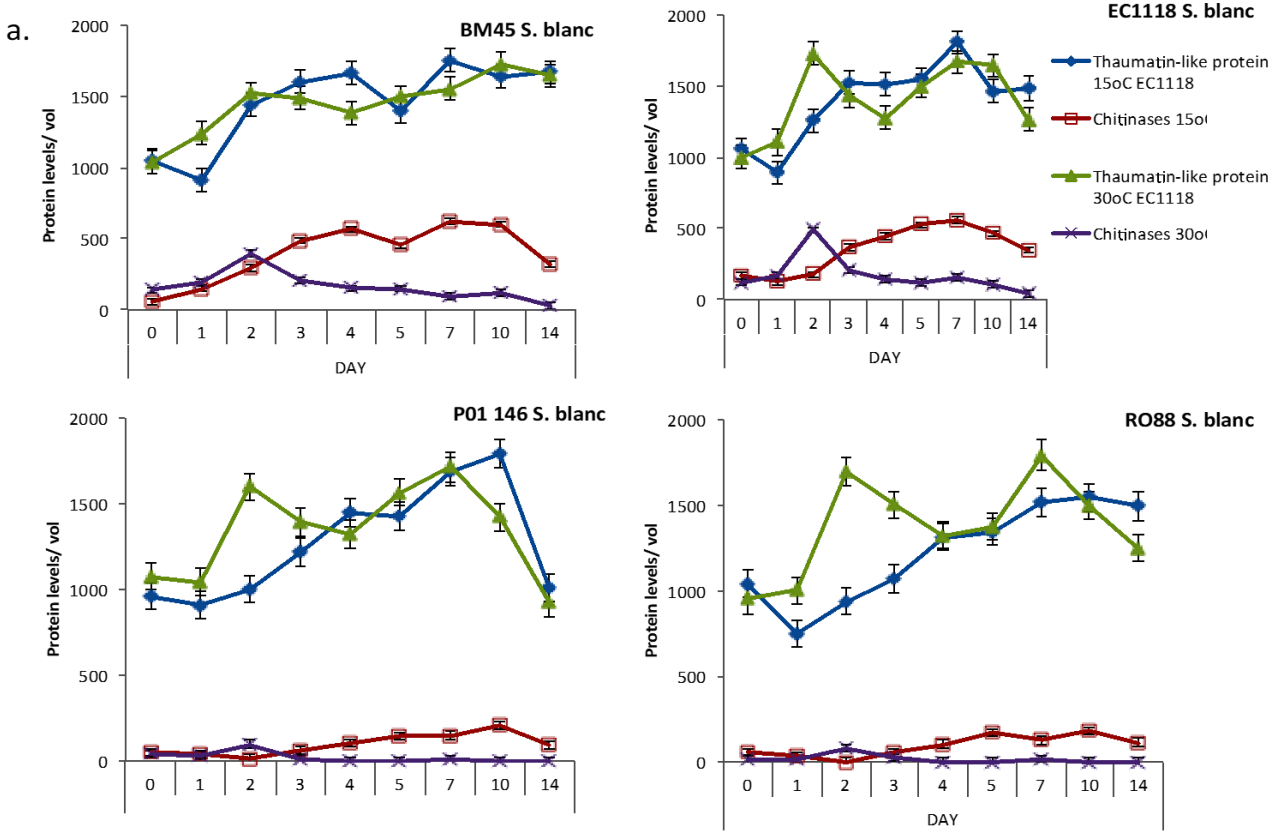 a.
BM45 S. blanc
Protein levels/ vol
2000
1500
1000
500
0
0 1 2 3 4 5 7 10 14
DAY
EC1118 S. blanc
Protein levels/ vol
2000
1500
1000
500
0
0 1 2 3 4 5 7 10 14
DAY
Thaumatin-like protein
15oC EC1118
Chitinases 15o
Thaumatin-like protein
30oC EC1118
Chitinases 30o
P01 146 S. blanc
Protein levels/ vol
2000
1500
1000
500
0
0 1 2 3 4 5 7 10 14
RO88 S. blanc
Protein levels/ vol
2000
1500
1000
500
0
0 1 2 3 4 5 7 10 14
DAY